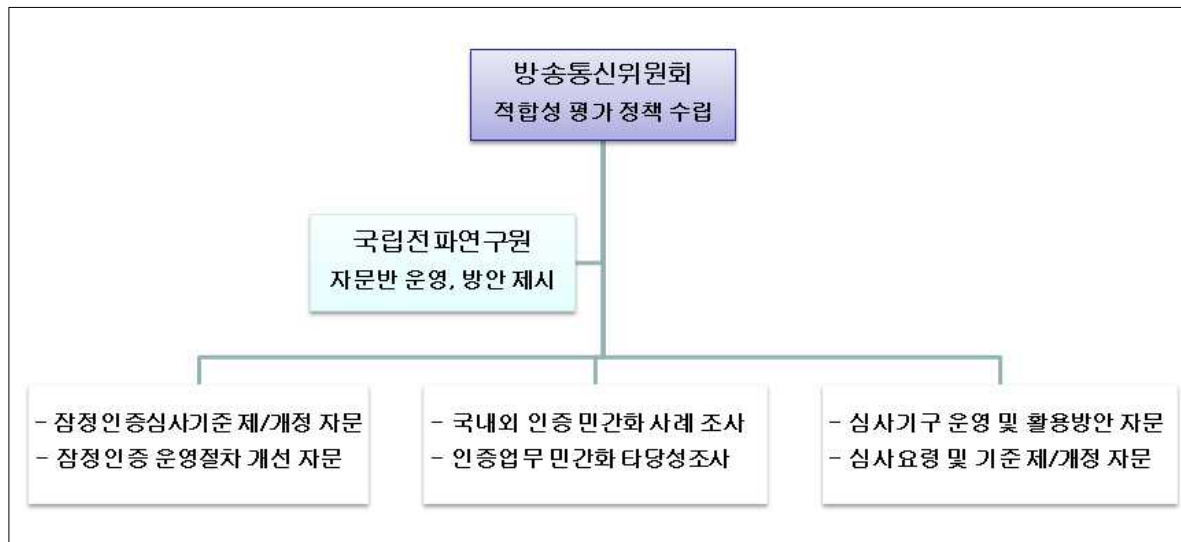 방송통신위원회
적합성 평가 정책 수립
국립전파연구원
자문반 운영, 방안 제시
- 잠정인증심사기준 제/개정 자문
- 잠정인증 운영절차 개선 자문
- 국내외 인증 민간화 사례 조사
- 인증업무 민간화 타당성조사
- 심사기구 운영 및 활용방안 자문
- 심사요령 및 기준 제/개정 자문